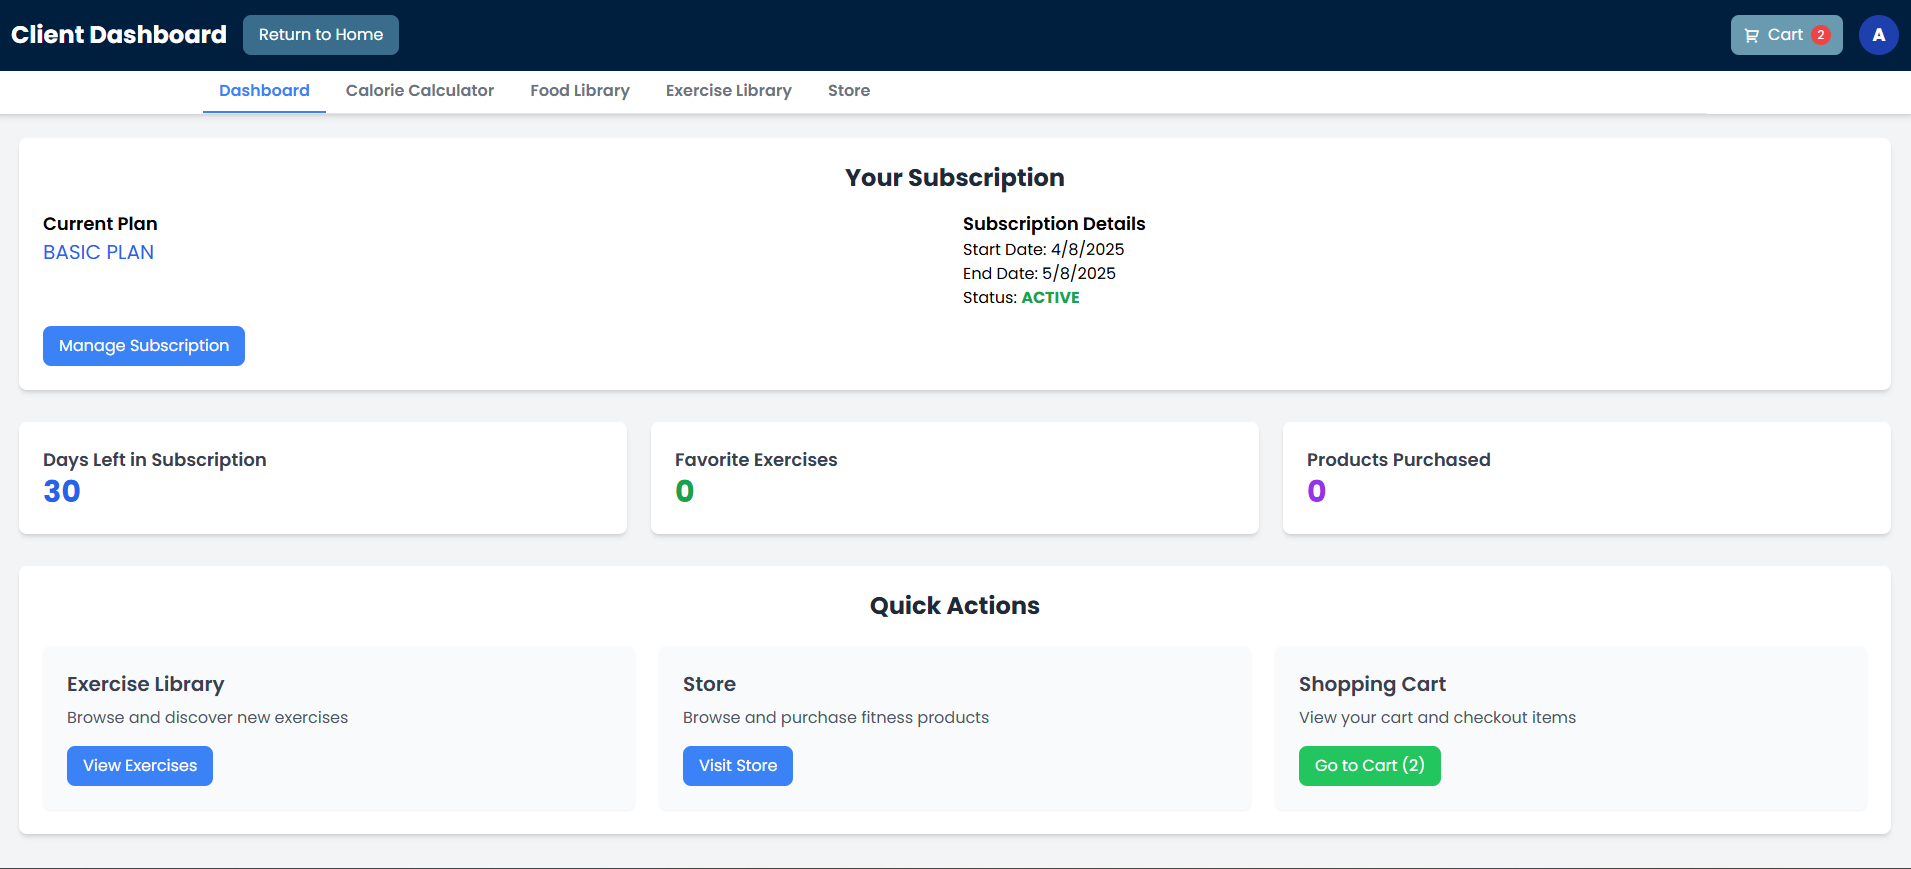 Client Dashboard
Return to Home
Cart 2
A
Dashboard
Calorie Calculator
Food Library
Exercise Library
Store
Your Subscription
Current Plan
BASIC PLAN
Subscription Details
Start Date: 4/8/2025
End Date: 5/8/2025
Status: ACTIVE
Manage Subscription
Days Left in Subscription
30
Favorite Exercises
0
Products Purchased
0
Quick Actions
Exercise Library
Browse and discover new exercises
View Exercises
Store
Browse and purchase fitness products
Visit Store
Shopping Cart
View your cart and checkout items
Go to Cart (2)